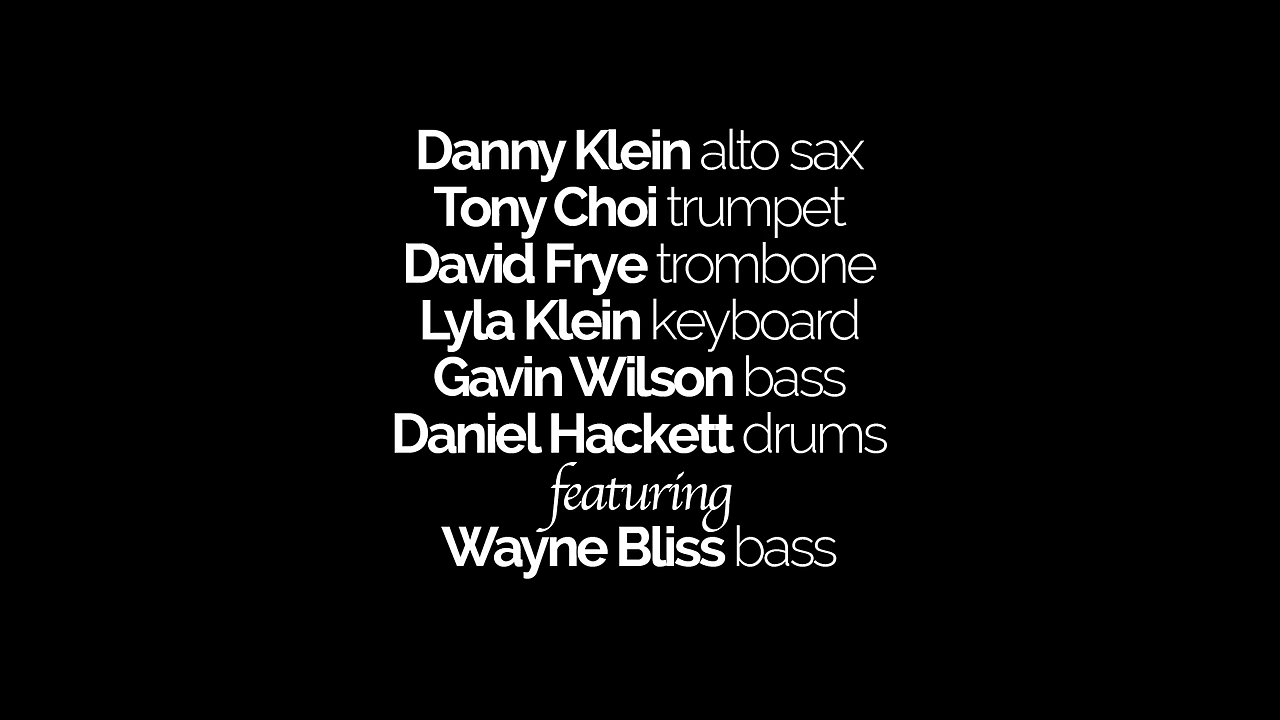 Danny Klein alto sax
Tony Choi trumpet
David Frye trombone
Lyla Klein keyboard
Gavin Wilson bass
Daniel Hackett drums
featuring
Wayne Bliss bass